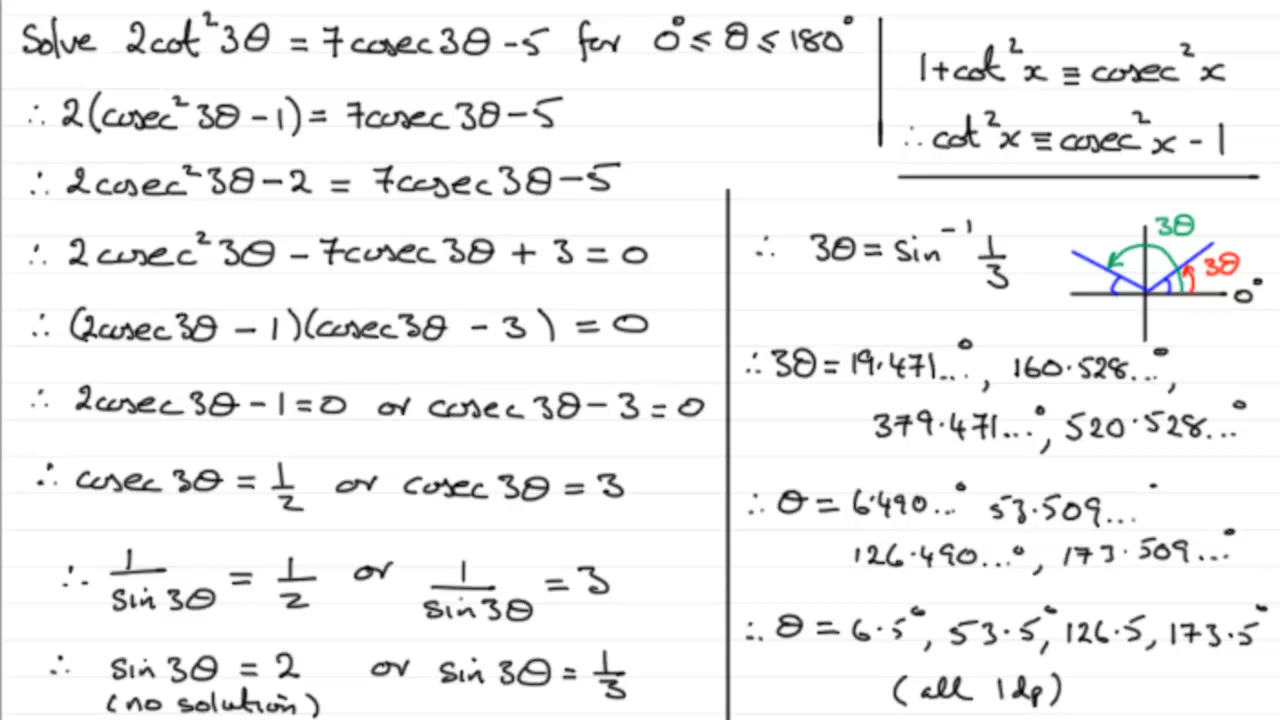 Solve 2cot²3θ = 7cosec3θ - 5 for 0° ≤ θ ≤ 180°
∴ 2(cosec²3θ - 1) = 7cosec3θ - 5
∴ 2cosec²3θ - 2 = 7cosec3θ - 5
∴ 2cosec²3θ - 7cosec3θ + 3 = 0
∴ (2cosec3θ - 1)(cosec3θ - 3) = 0
∴ 2cosec3θ - 1 = 0 or cosec3θ - 3 = 0
∴ cosec3θ = 1/2 or cosec3θ = 3
∴ 1/sin3θ = 1/2 or 1/sin3θ = 3
∴ sin3θ = 2 or sin3θ = 1/3
(no solution)
1+cot²x ≡ cosec²x
∴ cot²x ≡ cosec²x - 1
∴ 3θ = sin⁻¹ 1/3
3θ
3θ
0°
∴ 3θ = 19.471...°, 160.528...°,
379.471...°, 520.528...°
∴ θ = 6.490...° 53.509...°
126.490...°, 173.509...°
∴ θ = 6.5°, 53.5°, 126.5, 173.5°
(all 1dp)